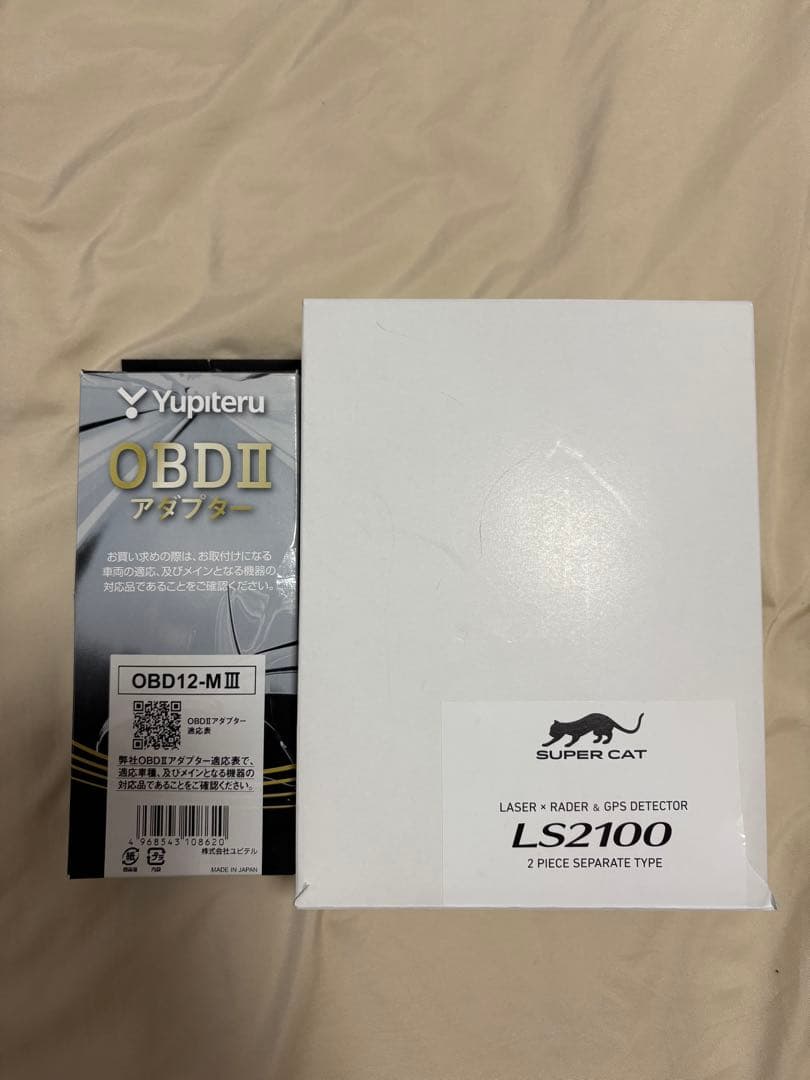 Yupiteru
OBDⅡ
アダプター
お買い求めの際は、お取付けになる
車両の適応、及びメインとなる機器の
対応品であることをご確認ください。
OBD12-MⅢ
OBDⅡアダプター
適応表
弊社OBDⅡアダプター適応表で、
適応車種、及びメインとなる機器の
対応品であることをご確認ください。
4 968543 108620
株式会社ユピテル
紙
プラ
外箱
内袋
MADE IN JAPAN
SUPER CAT
LASER × RADER & GPS DETECTOR
LS2100
2 PIECE SEPARATE TYPE